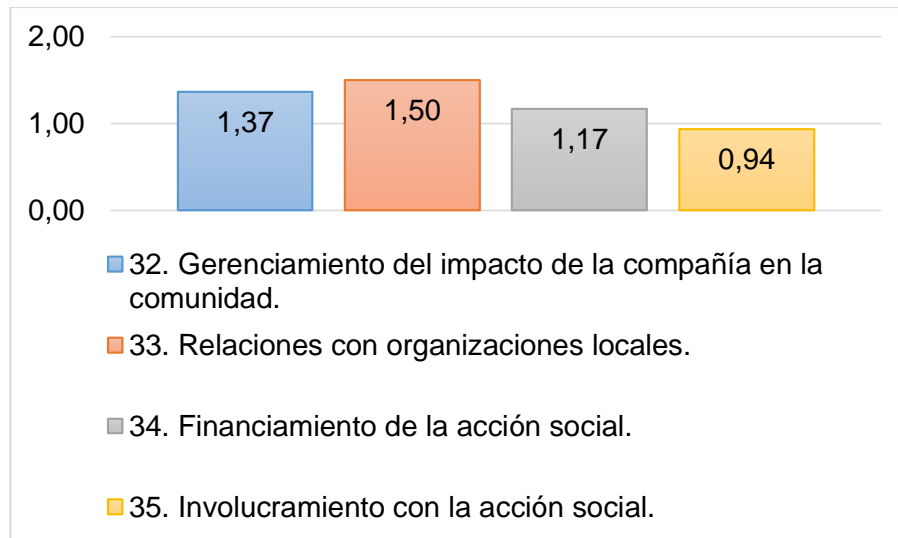 2,00
1,00
0,00
1,37
1,50
1,17
0,94
32. Gerenciamiento del impacto de la compañía en la
comunidad.
33. Relaciones con organizaciones locales.
34. Financiamiento de la acción social.
35. Involucramiento con la acción social.